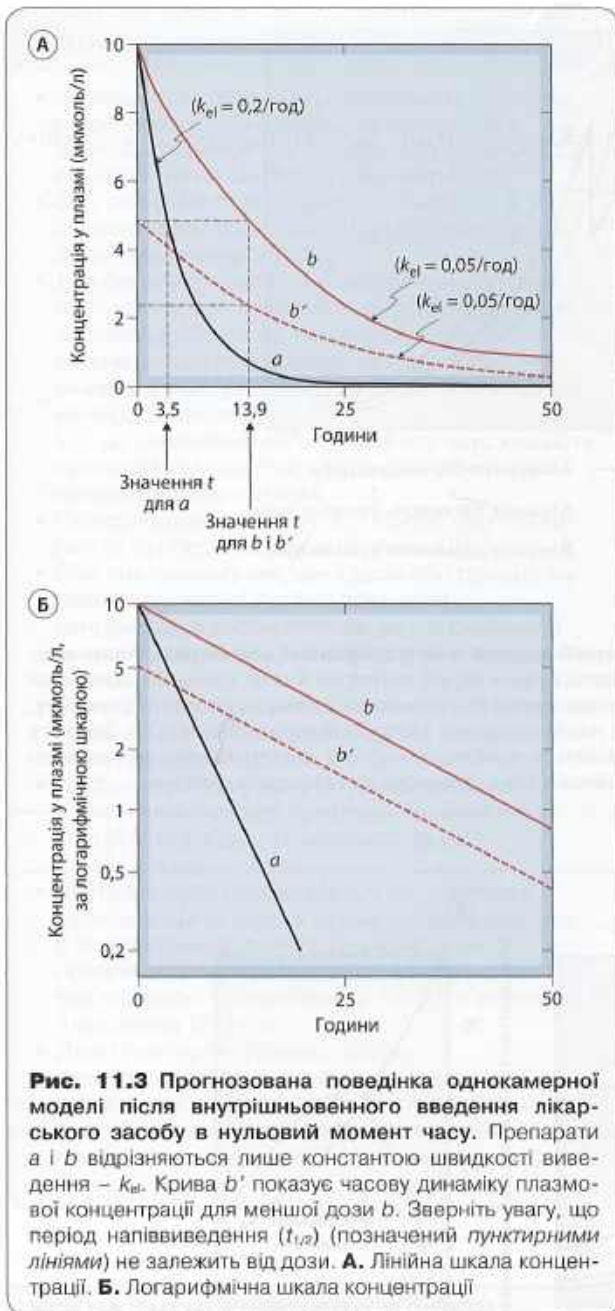 А
10
8
6
4
2
0
Концентрація у плазмі (мкмоль/л)
(kel = 0,2/год)
b
(kel = 0,05/год)
(kel = 0,05/год)
b′
a
0 3,5 13,9 25 50
Години
Значення t
для a
Значення t
для b і b′
Б
10
5
2
1
0,5
0,2
Концентрація у плазмі (мкмоль/л,
за логарифмічною шкалою)
b
b′
a
0 25 50
Години
Рис. 11.3 Прогнозована поведінка однокамерної
моделі після внутрішньовенного введення лікар-
ського засобу в нульовий момент часу. Препарати
a і b відрізняються лише константою швидкості виве-
дення – kel. Крива b′ показує часову динаміку плазмо-
вої концентрації для меншої дози b. Зверніть увагу, що
період напіввиведення (t1/2) (позначений пунктирними
лініями) не залежить від дози. А. Лінійна шкала концен-
трації. Б. Логарифмічна шкала концентрації